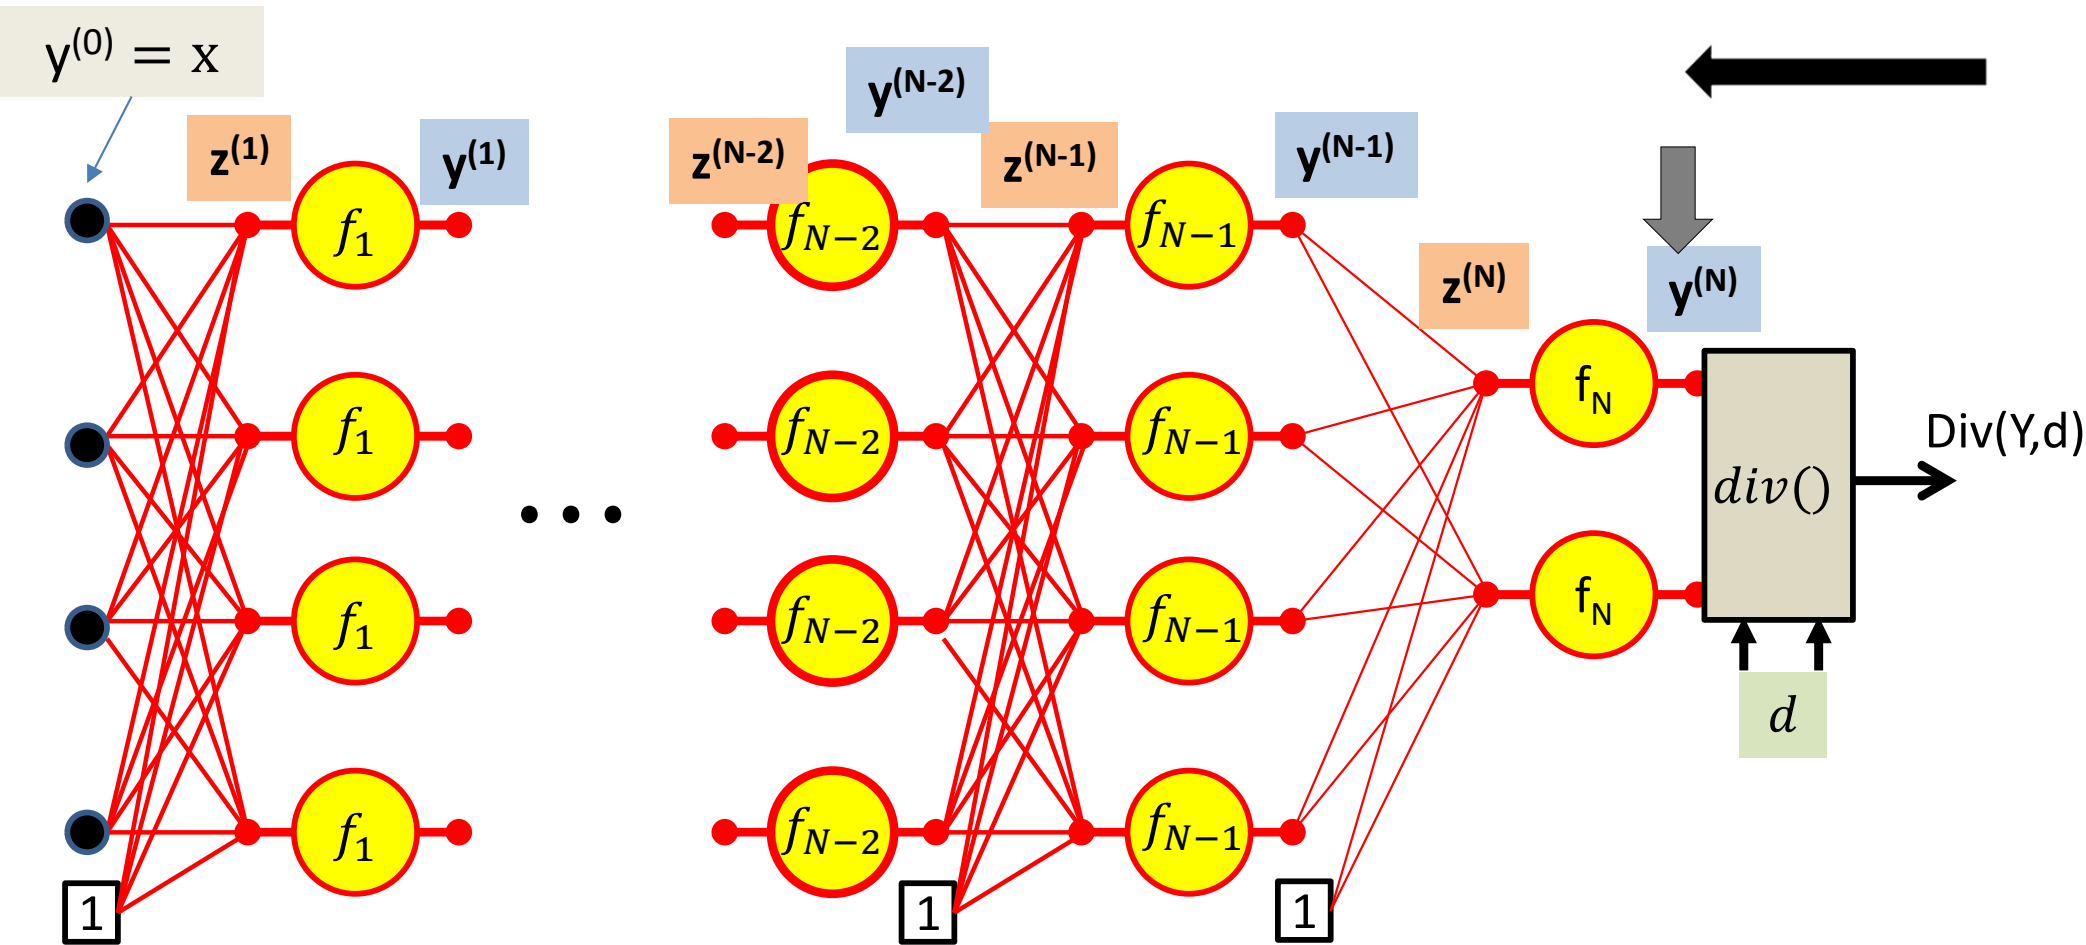 y(0) = x
z(1)
y(1)
z(N-2)
y(N-2)
z(N-1)
y(N-1)
z(N)
y(N)
f1
fN−2
fN−1
fN
f1
fN−2
fN−1
fN
f1
fN−2
fN−1
f1
fN−2
fN−1
div()
Div(Y,d)
d
1
1
1